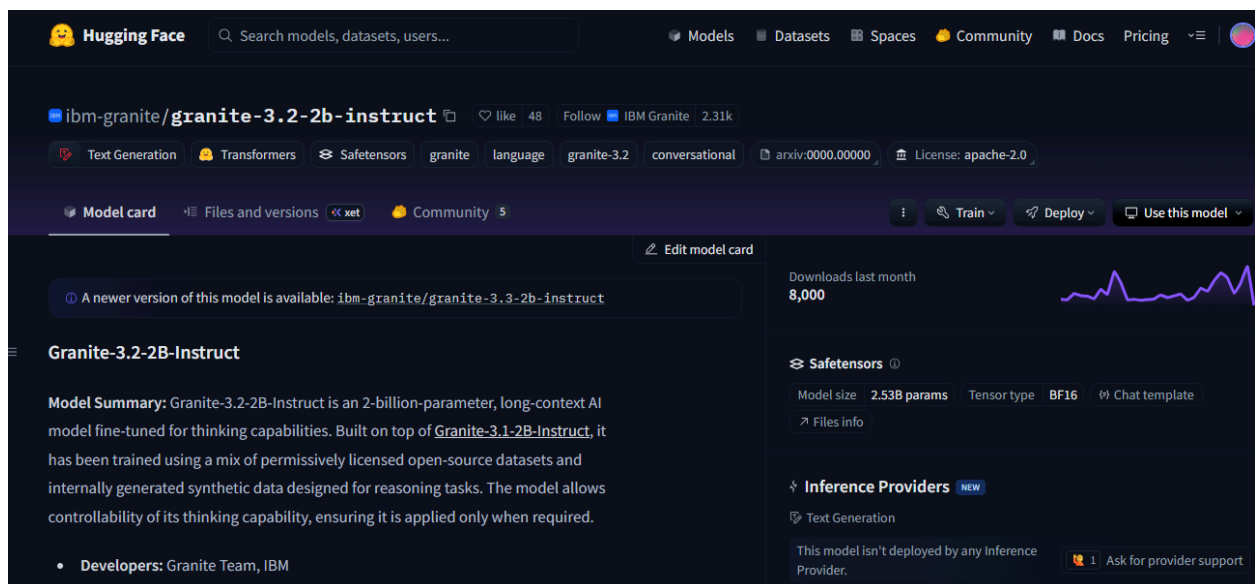 Hugging Face
Search models, datasets, users...
Models
Datasets
Spaces
Community
Docs
Pricing
ibm-granite/granite-3.2-2b-instruct
like 48
Follow IBM Granite 2.31k
Text Generation
Transformers
Safetensors
granite
language
granite-3.2
conversational
arxiv:0000.00000
License: apache-2.0
Model card
Files and versions xet
Community 5
Train
Deploy
Use this model
Edit model card
A newer version of this model is available: ibm-granite/granite-3.3-2b-instruct
Granite-3.2-2B-Instruct
Model Summary: Granite-3.2-2B-Instruct is an 2-billion-parameter, long-context AI
model fine-tuned for thinking capabilities. Built on top of Granite-3.1-2B-Instruct, it
has been trained using a mix of permissively licensed open-source datasets and
internally generated synthetic data designed for reasoning tasks. The model allows
controllability of its thinking capability, ensuring it is applied only when required.
• Developers: Granite Team, IBM
Downloads last month
8,000
Safetensors
Model size 2.53B params
Tensor type BF16
Chat template
Files info
Inference Providers NEW
Text Generation
This model isn't deployed by any Inference
Provider.
1 Ask for provider support